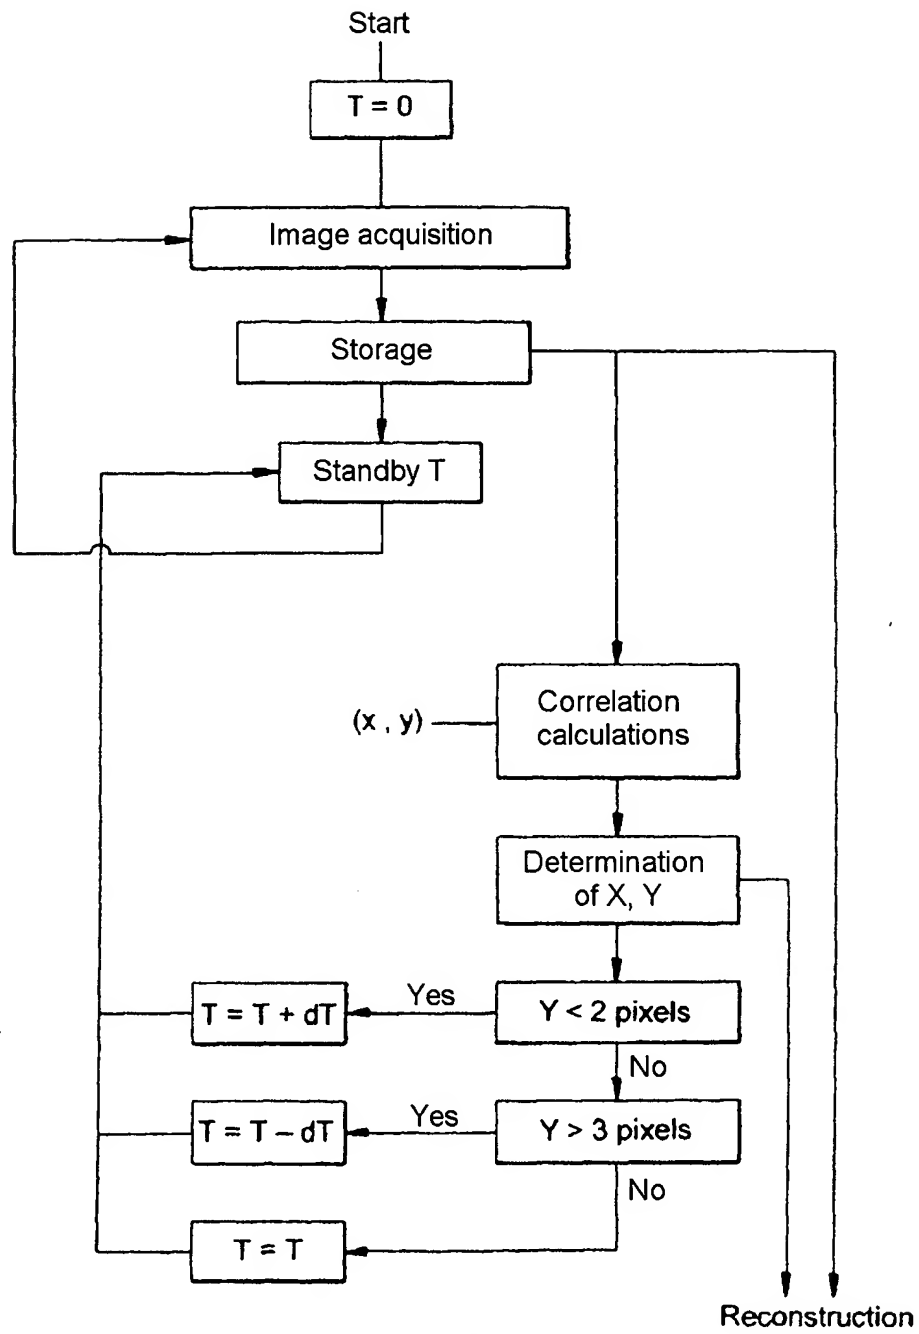 Start
T = 0
Image acquisition
Storage
Standby T
(x , y)
Correlation
calculations
Determination
of X, Y
T = T + dT
Yes
Y < 2 pixels
No
T = T – dT
Yes
Y > 3 pixels
No
T = T
Reconstruction